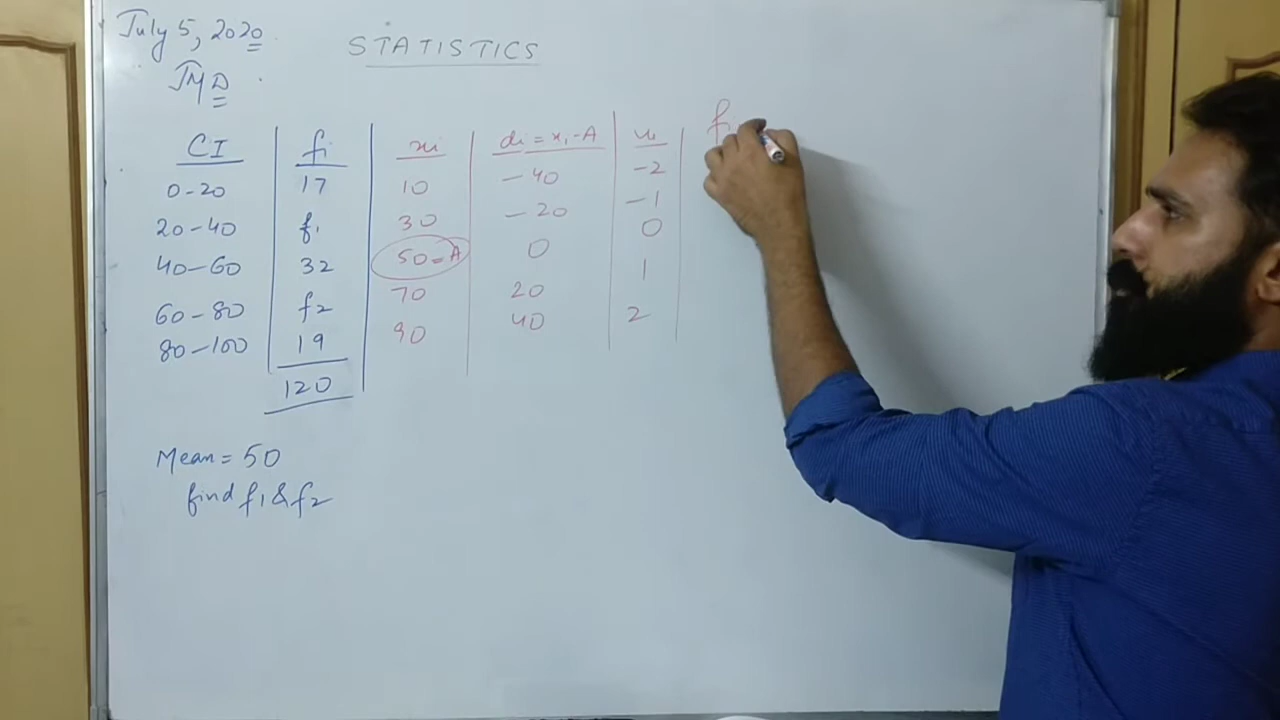 July 5, 2020
STATISTICS
JMD
CI fi xi di = xi - A ui fi
0-20 17 10 -40 -2
20-40 f1 30 -20 -1
40-60 32 50=A 0 0
60-80 f2 70 20 1
80-100 19 90 40 2
120
Mean = 50
find f1 & f2